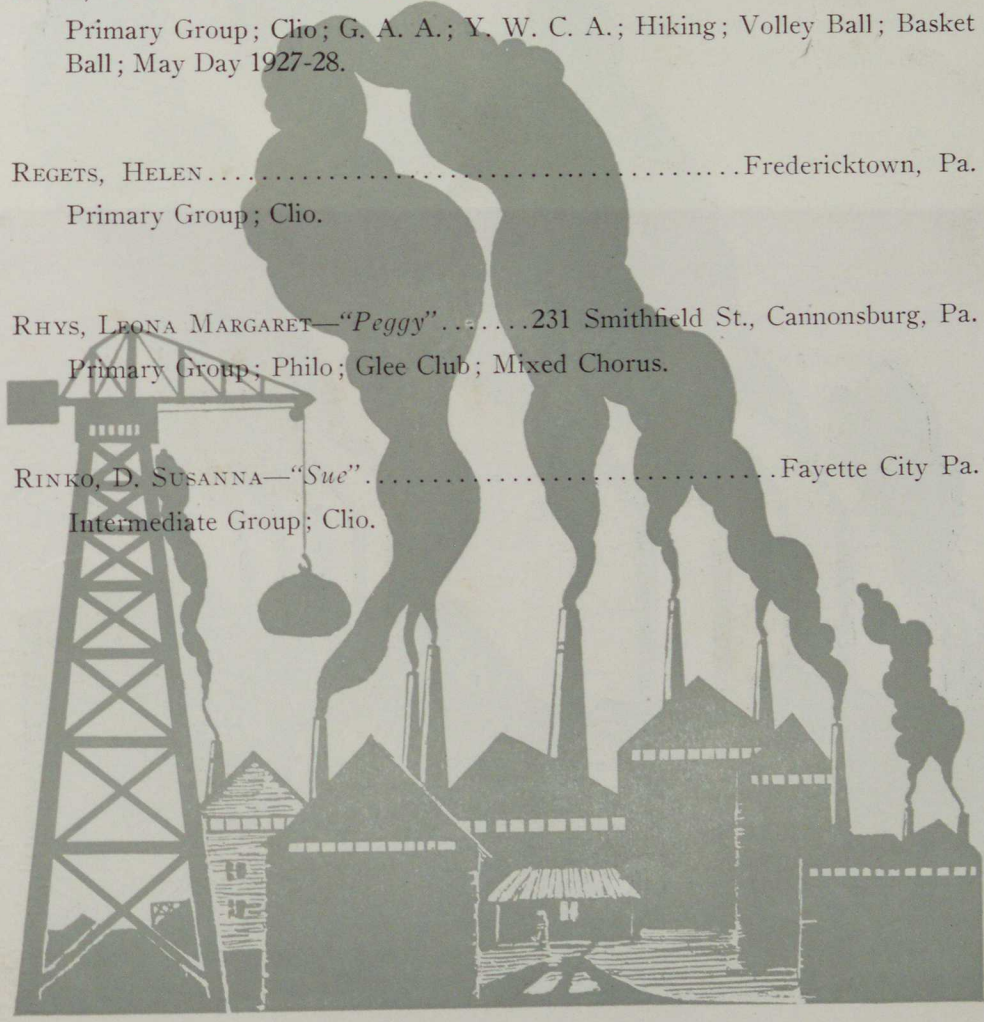 Primary Group; Clio; G. A. A.; Y. W. C. A.; Hiking; Volley Ball; Basket
Ball; May Day 1927-28.
REGETS, HELEN.......................................Fredericktown, Pa.
Primary Group; Clio.
RHYS, LEONA MARGARET—"Peggy".......231 Smithfield St., Cannonsburg, Pa.
Primary Group; Philo; Glee Club; Mixed Chorus.
RINKO, D. SUSANNA—"Sue"..............................Fayette City Pa.
Intermediate Group; Clio.